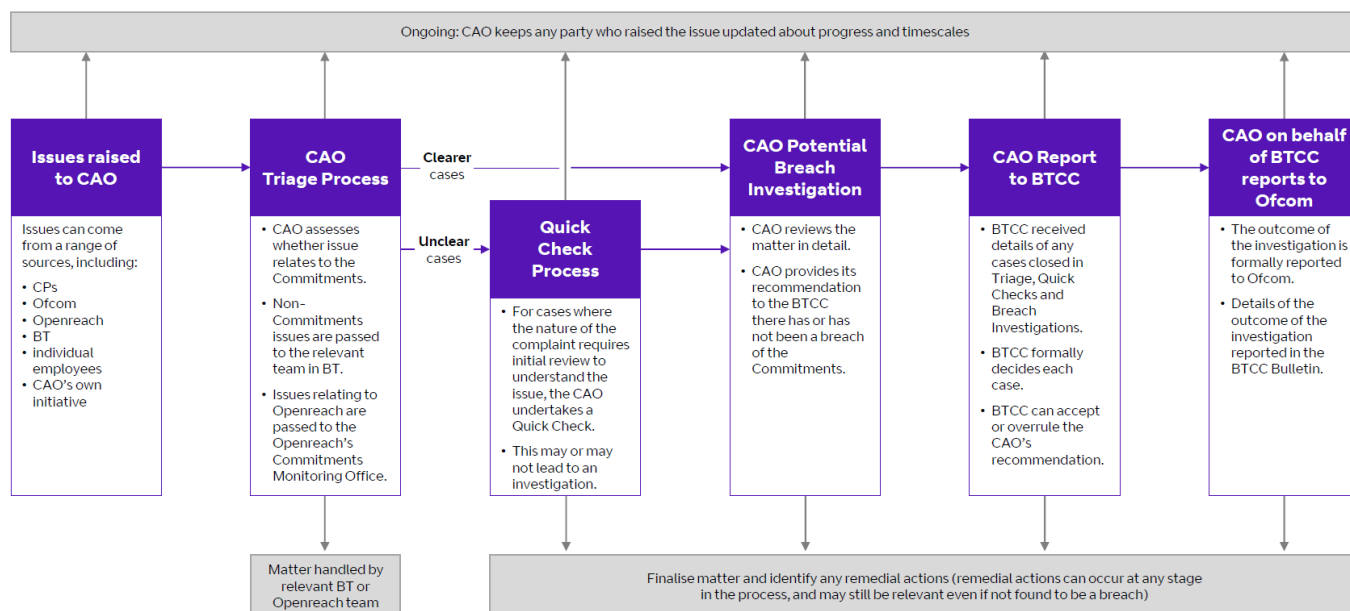 Ongoing: CAO keeps any party who raised the issue updated about progress and timescales
Issues raised
to CAO
Issues can come
from a range of
sources, including:
• CPs
• Ofcom
• Openreach
• BT
• individual
employees
• CAO's own
initiative
CAO
Triage Process
• CAO assesses
whether issue
relates to the
Commitments.
• Non-
Commitments
issues are passed
to the relevant
team in BT.
• Issues relating to
Openreach are
passed to the
Openreach's
Commitments
Monitoring Office.
Clearer
cases
Unclear
cases
Quick
Check
Process
• For cases where
the nature of the
complaint requires
initial review to
understand the
issue, the CAO
undertakes a
Quick Check.
• This may or may
not lead to an
investigation.
CAO Potential
Breach
Investigation
• CAO reviews the
matter in detail.
• CAO provides its
recommendation
to the BTCC
there has or has
not been a breach
of the
Commitments.
CAO Report
to BTCC
• BTCC received
details of any
cases closed in
Triage, Quick
Checks and
Breach
Investigations.
• BTCC formally
decides each
case.
• BTCC can accept
or overrule the
CAO's
recommendation.
CAO on behalf
of BTCC
reports to
Ofcom
• The outcome of
the investigation is
formally reported
to Ofcom.
• Details of the
outcome of the
investigation
reported in the
BTCC Bulletin.
Matter handled by
relevant BT or
Openreach team
Finalise matter and identify any remedial actions (remedial actions can occur at any stage
in the process, and may still be relevant even if not found to be a breach)